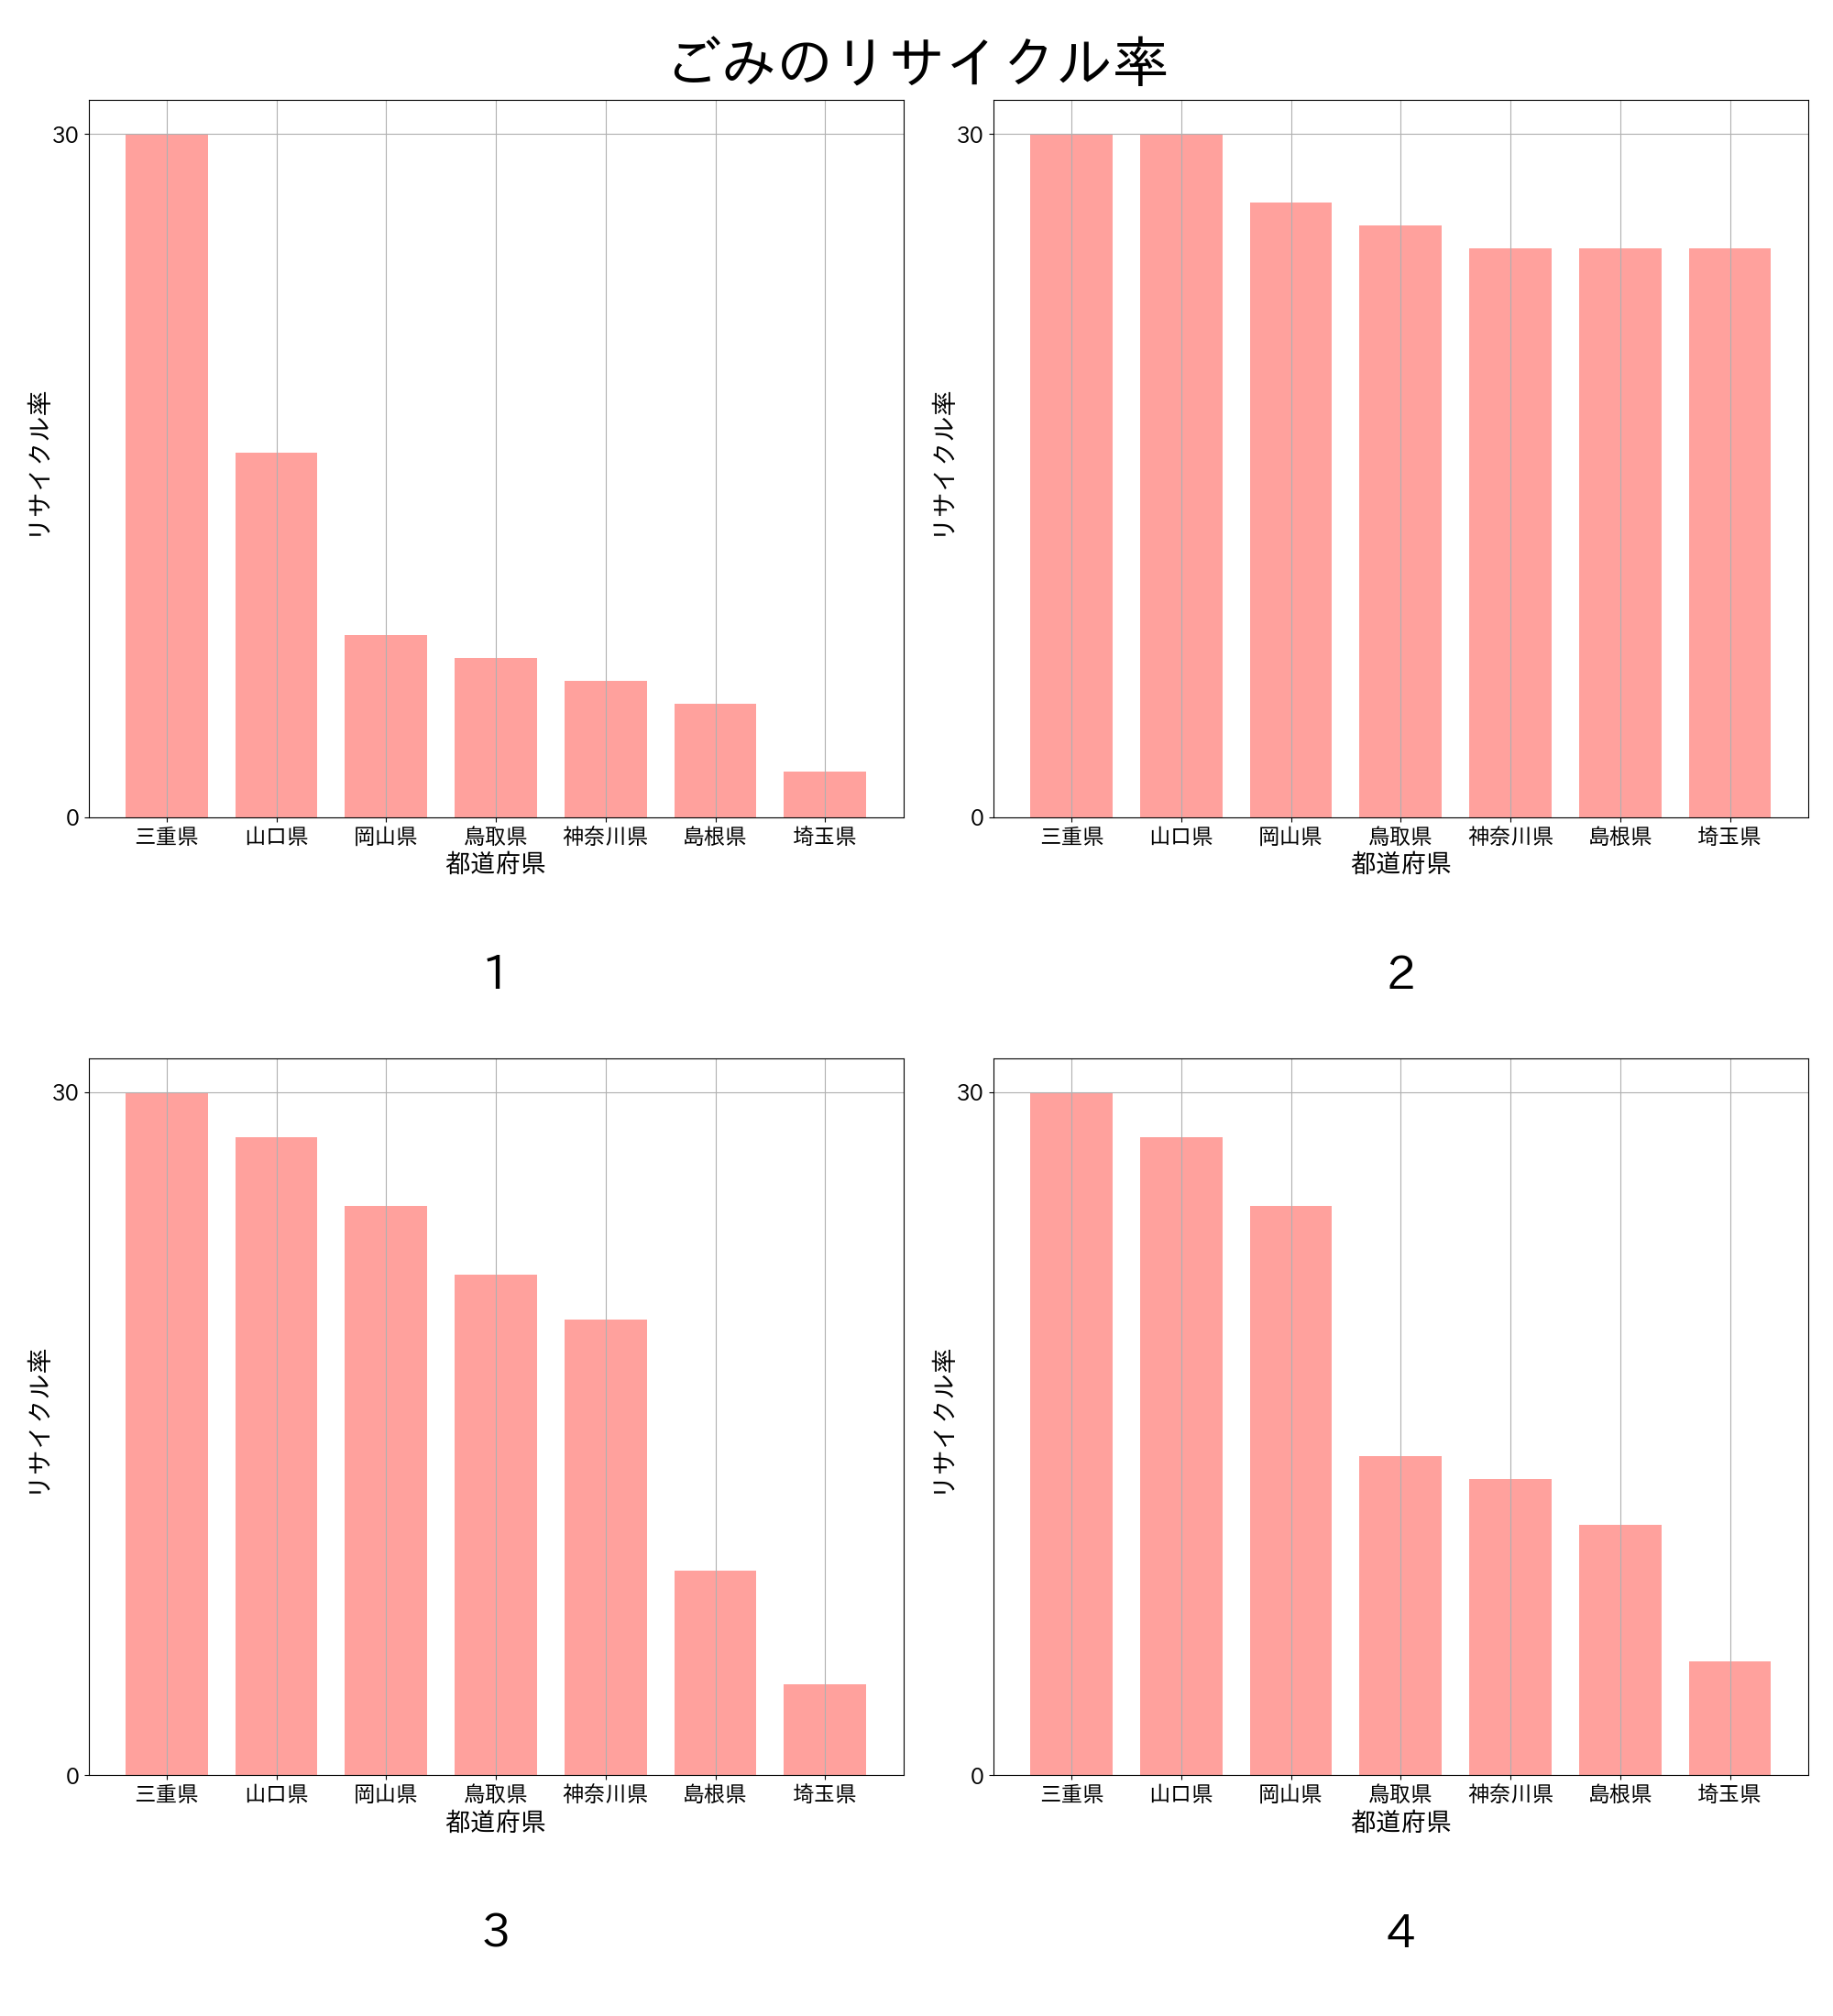 ごみのリサイクル率
30
リサイクル率
0
三重県 山口県 岡山県 鳥取県 神奈川県 島根県 埼玉県
都道府県
1
30
リサイクル率
0
三重県 山口県 岡山県 鳥取県 神奈川県 島根県 埼玉県
都道府県
2
30
リサイクル率
0
三重県 山口県 岡山県 鳥取県 神奈川県 島根県 埼玉県
都道府県
3
30
リサイクル率
0
三重県 山口県 岡山県 鳥取県 神奈川県 島根県 埼玉県
都道府県
4